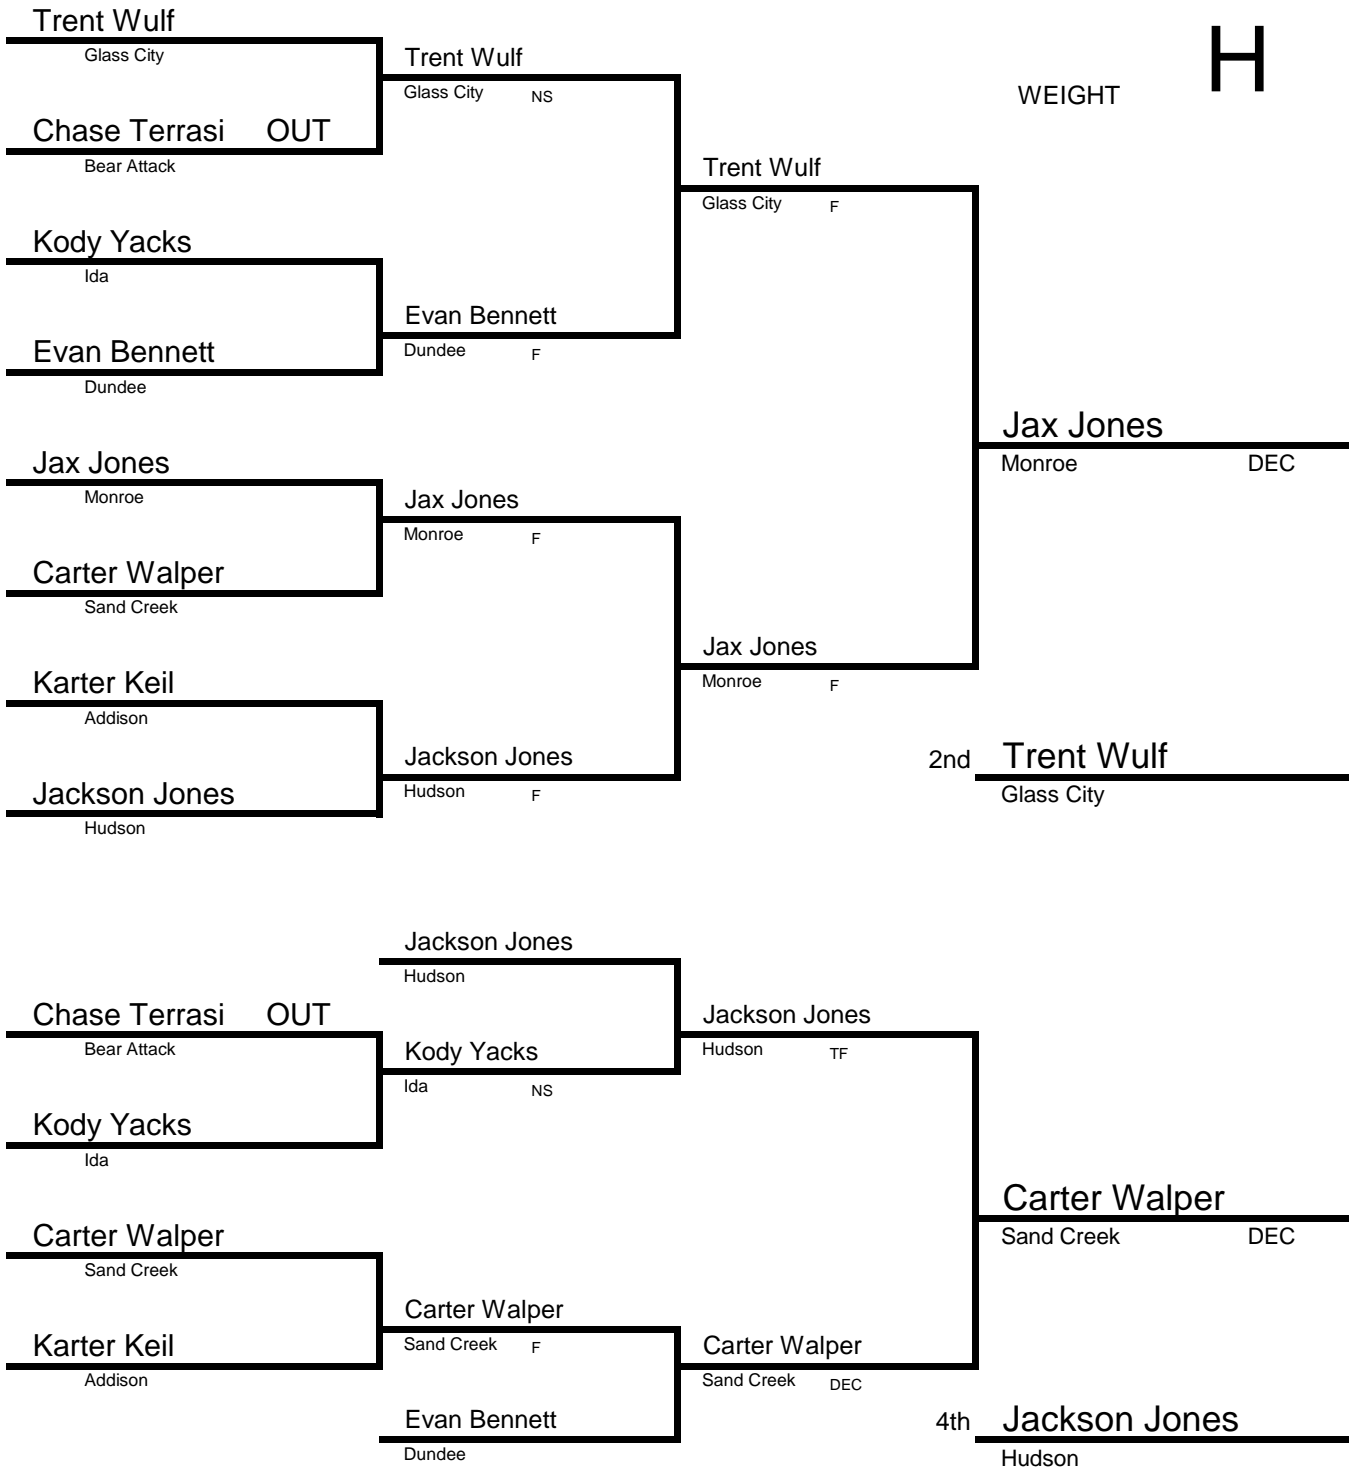 Trent Wulf
Glass City
Trent Wulf
Glass City NS
H
WEIGHT
Chase Terrasi OUT
Bear Attack
Trent Wulf
Glass City F
Kody Yacks
Ida
Evan Bennett
Dundee F
Evan Bennett
Dundee
Jax Jones
Monroe DEC
Jax Jones
Monroe
Jax Jones
Monroe F
Carter Walper
Sand Creek
Jax Jones
Monroe F
Karter Keil
Addison
Jackson Jones
Hudson F
2nd Trent Wulf
Glass City
Jackson Jones
Hudson
Jackson Jones
Hudson
Chase Terrasi OUT
Bear Attack
Jackson Jones
Hudson TF
Kody Yacks
Ida NS
Kody Yacks
Ida
Carter Walper
Sand Creek DEC
Carter Walper
Sand Creek
Carter Walper
Sand Creek F
Karter Keil
Addison
Carter Walper
Sand Creek DEC
Evan Bennett
Dundee
4th Jackson Jones
Hudson